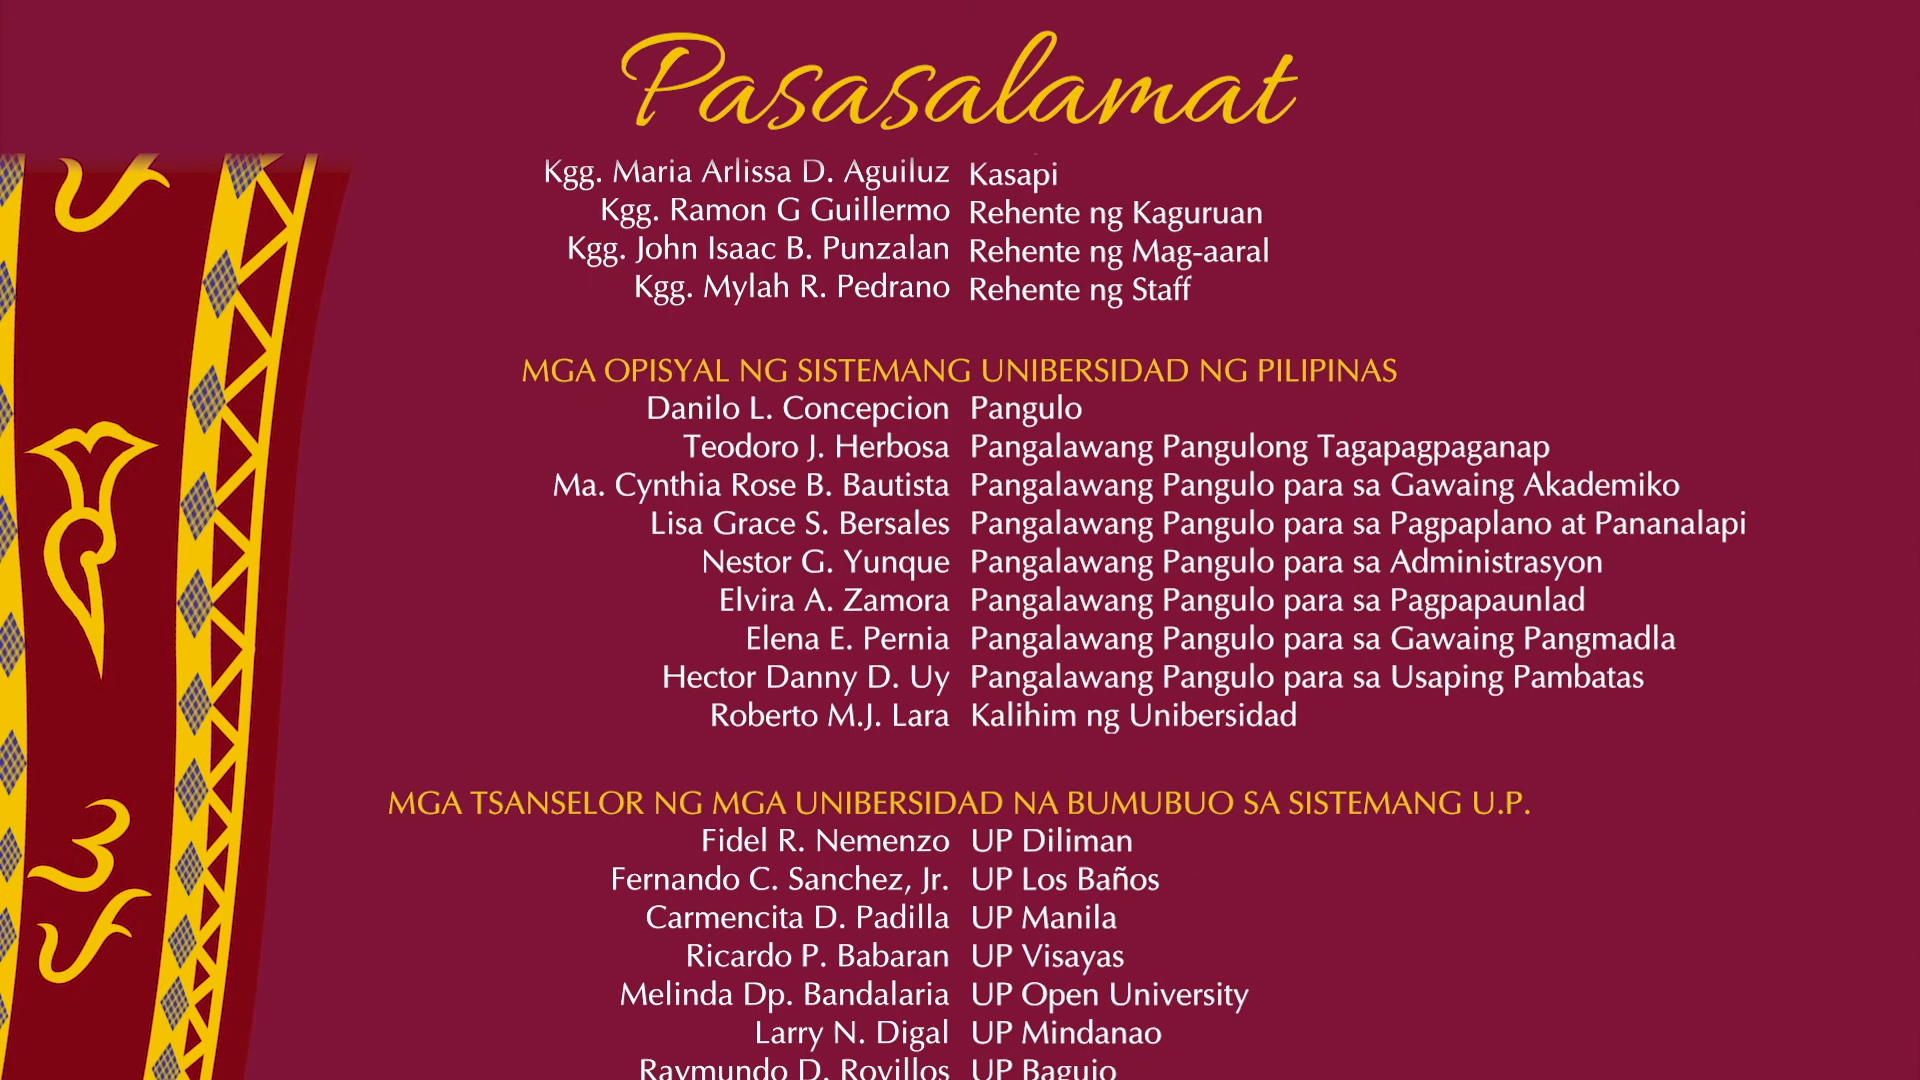 Pasasalamat
Kgg. Maria Arlissa D. Aguiluz Kasapi
Kgg. Ramon G Guillermo Rehente ng Kaguruan
Kgg. John Isaac B. Punzalan Rehente ng Mag-aaral
Kgg. Mylah R. Pedrano Rehente ng Staff
MGA OPISYAL NG SISTEMANG UNIBERSIDAD NG PILIPINAS
Danilo L. Concepcion Pangulo
Teodoro J. Herbosa Pangalawang Pangulong Tagapagpaganap
Ma. Cynthia Rose B. Bautista Pangalawang Pangulo para sa Gawaing Akademiko
Lisa Grace S. Bersales Pangalawang Pangulo para sa Pagpaplano at Pananalapi
Nestor G. Yunque Pangalawang Pangulo para sa Administrasyon
Elvira A. Zamora Pangalawang Pangulo para sa Pagpapaunlad
Elena E. Pernia Pangalawang Pangulo para sa Gawaing Pangmadla
Hector Danny D. Uy Pangalawang Pangulo para sa Usaping Pambatas
Roberto M.J. Lara Kalihim ng Unibersidad
MGA TSANSELOR NG MGA UNIBERSIDAD NA BUMUBUO SA SISTEMANG U.P.
Fidel R. Nemenzo UP Diliman
Fernando C. Sanchez, Jr. UP Los Baños
Carmencita D. Padilla UP Manila
Ricardo P. Babaran UP Visayas
Melinda Dp. Bandalaria UP Open University
Larry N. Digal UP Mindanao
Raymundo D. Rovillos UP Baguio